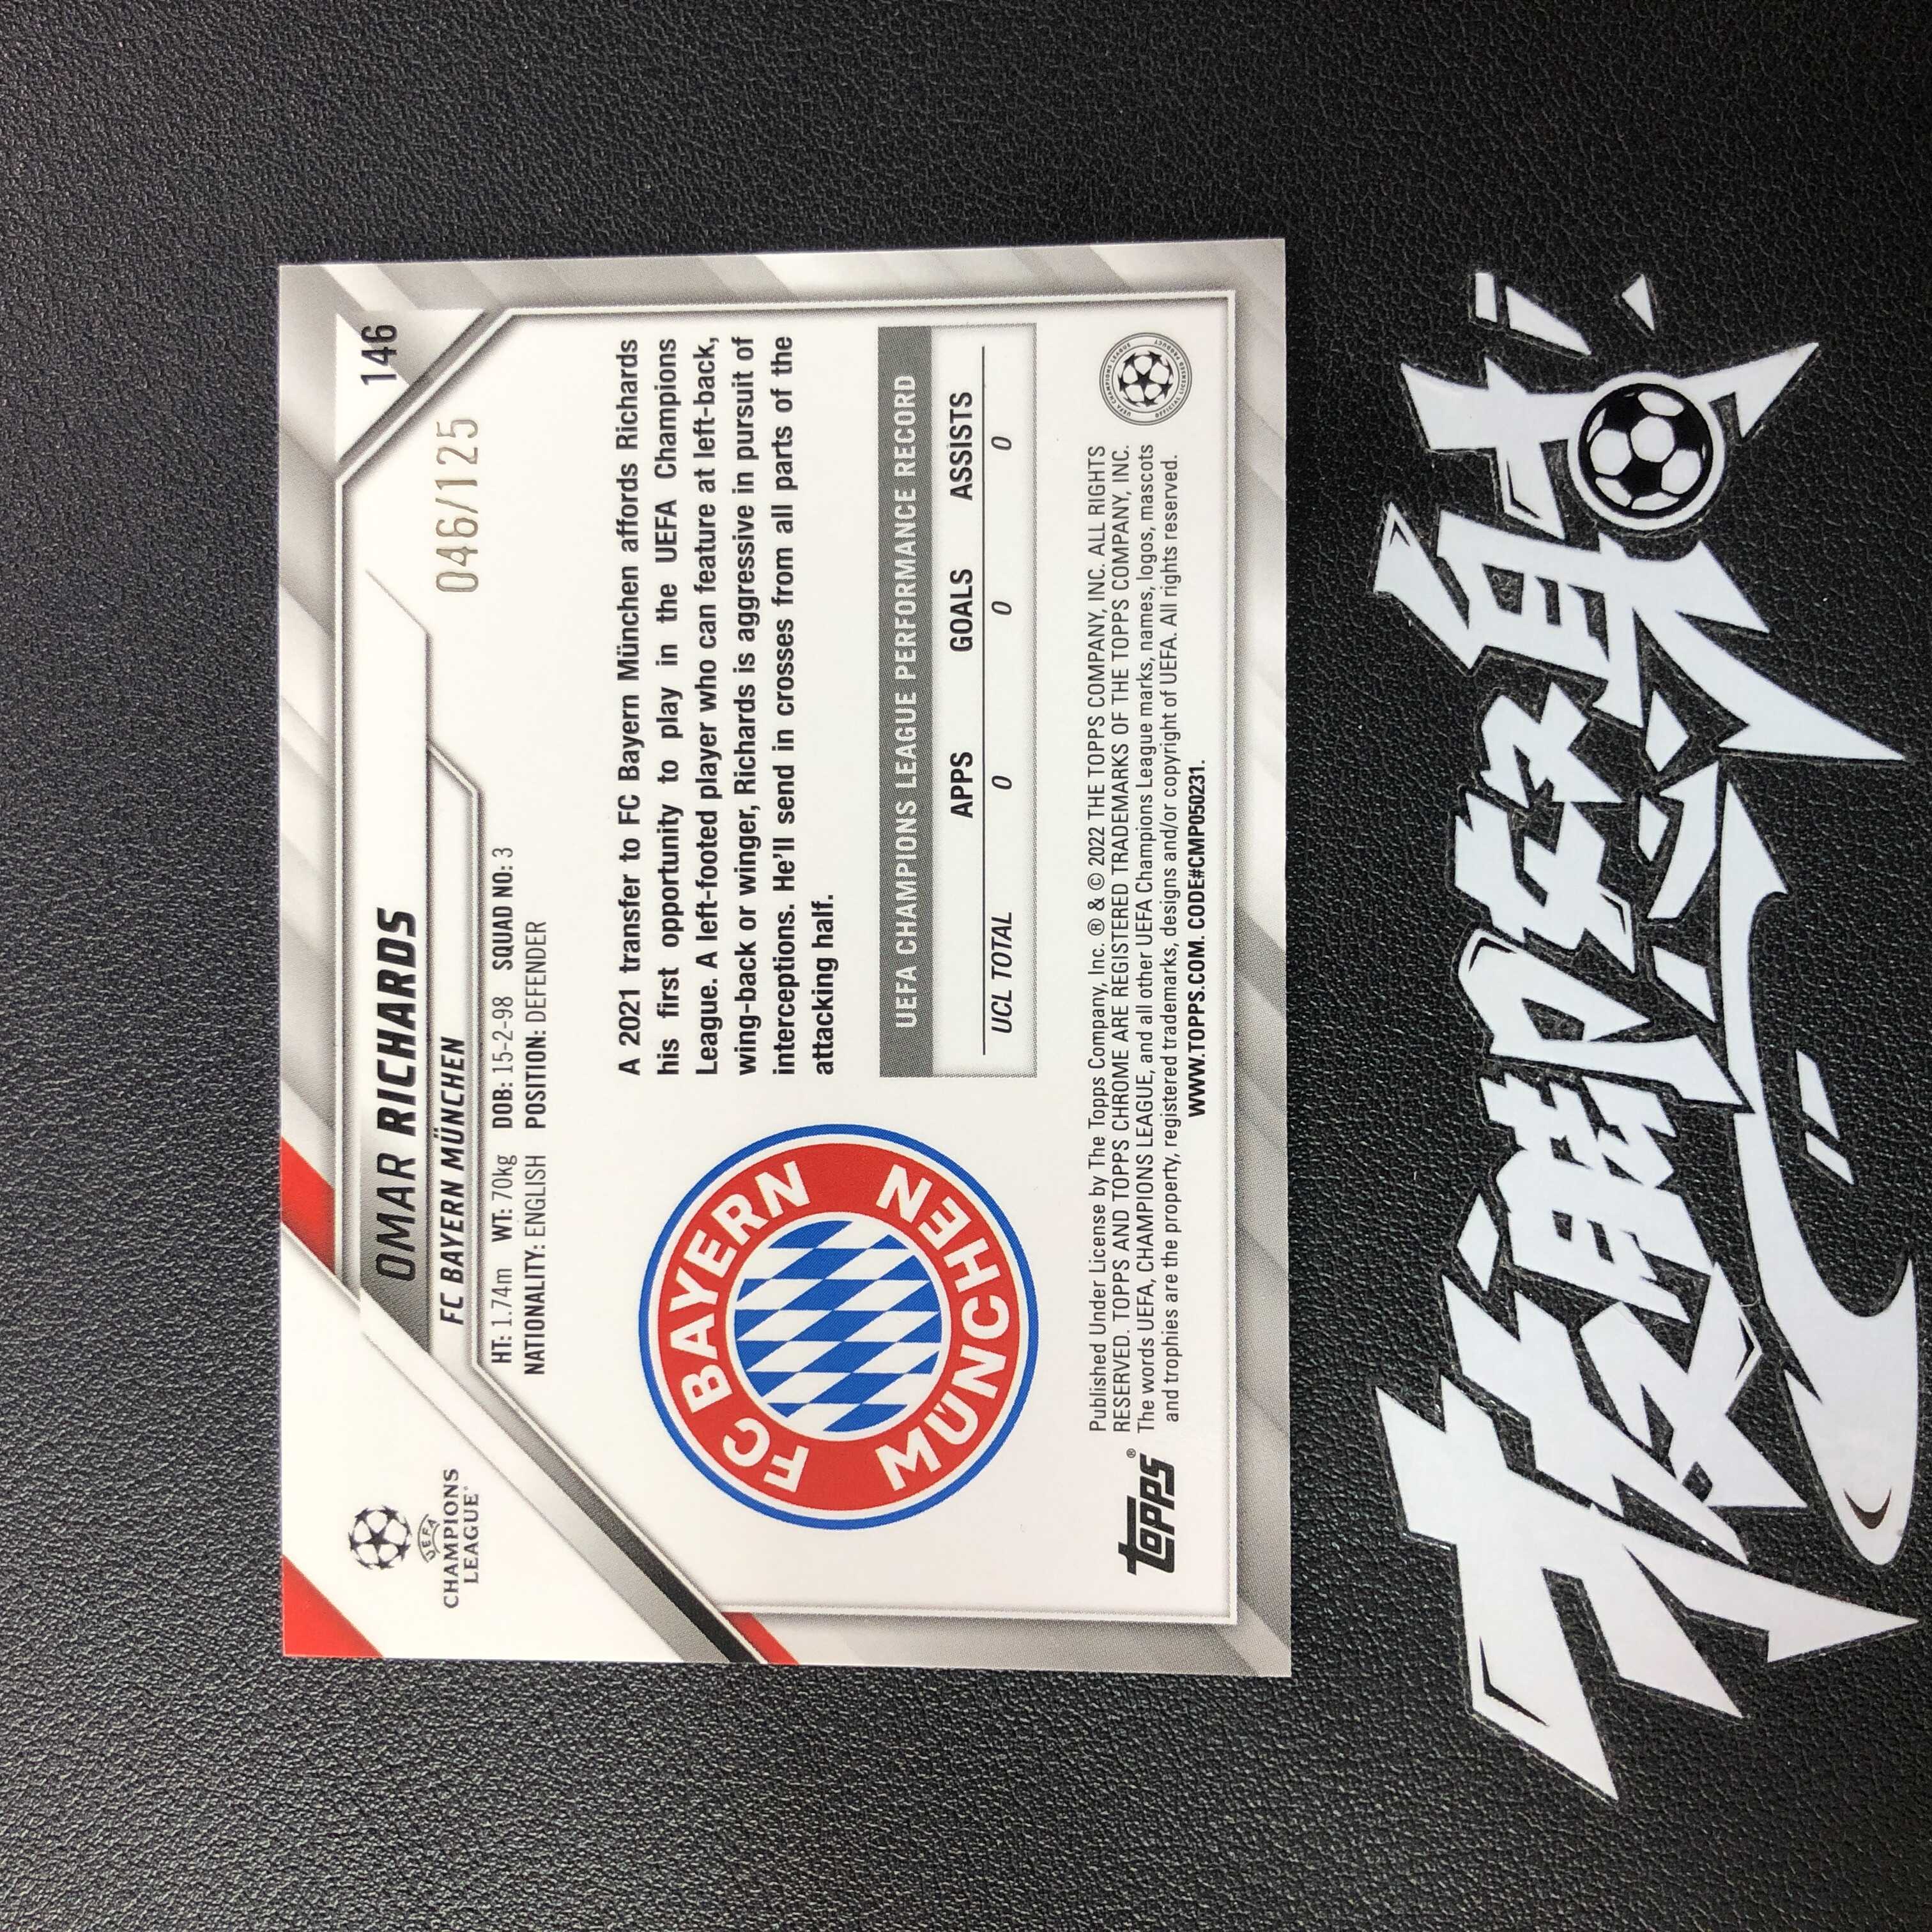 146
046/125
UEFA
CHAMPIONS
LEAGUE
OMAR RICHARDS
FC BAYERN MÜNCHEN
HT: 1.74m WT: 70kg DOB: 15-2-98 SQUAD NO: 3
NATIONALITY: ENGLISH POSITION: DEFENDER
FC BAYERN
MÜNCHEN
A 2021 transfer to FC Bayern München affords Richards
his first opportunity to play in the UEFA Champions
League. A left-footed player who can feature at left-back,
wing-back or winger, Richards is aggressive in pursuit of
interceptions. He'll send in crosses from all parts of the
attacking half.
UEFA CHAMPIONS LEAGUE PERFORMANCE RECORD
APPS GOALS ASSISTS
UCL TOTAL 0 0 0
topps®
Published Under License by The Topps Company, Inc. ® & © 2022 THE TOPPS COMPANY, INC. ALL RIGHTS
RESERVED. TOPPS AND TOPPS CHROME ARE REGISTERED TRADEMARKS OF THE TOPPS COMPANY, INC.
The words UEFA, CHAMPIONS LEAGUE, and all other UEFA Champions League marks, names, logos, mascots
and trophies are the property, registered trademarks, designs and/or copyright of UEFA. All rights reserved.
WWW.TOPPS.COM. CODE#CMP050231.